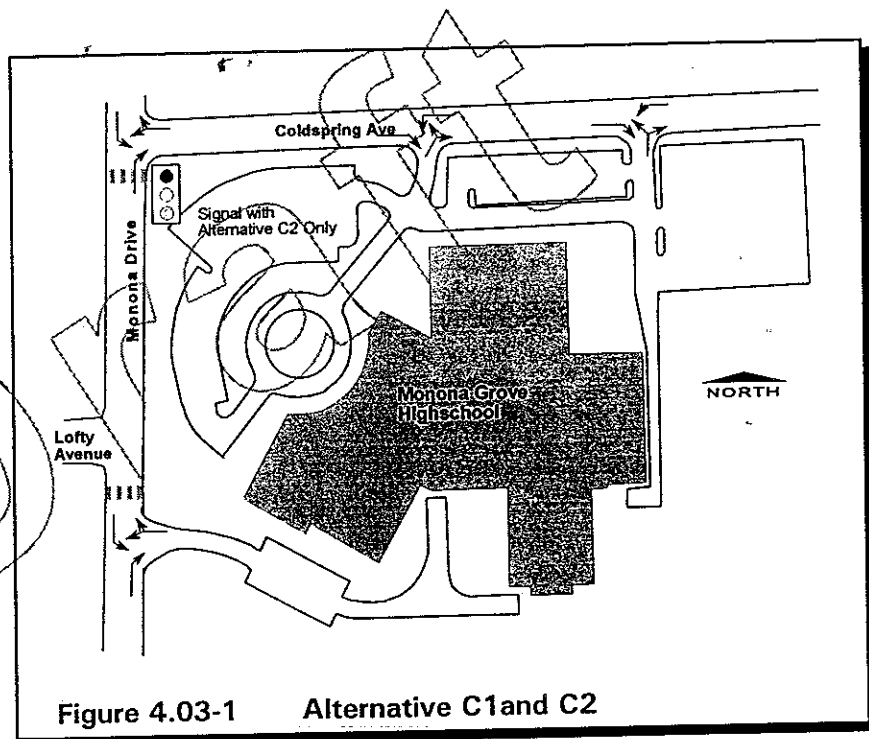 Coldspring Ave
Signal with
Alternative C2 Only
Monona Drive
Monona Grove
Highschool
NORTH
Lofty
Avenue
Figure 4.03-1 Alternative C1and C2